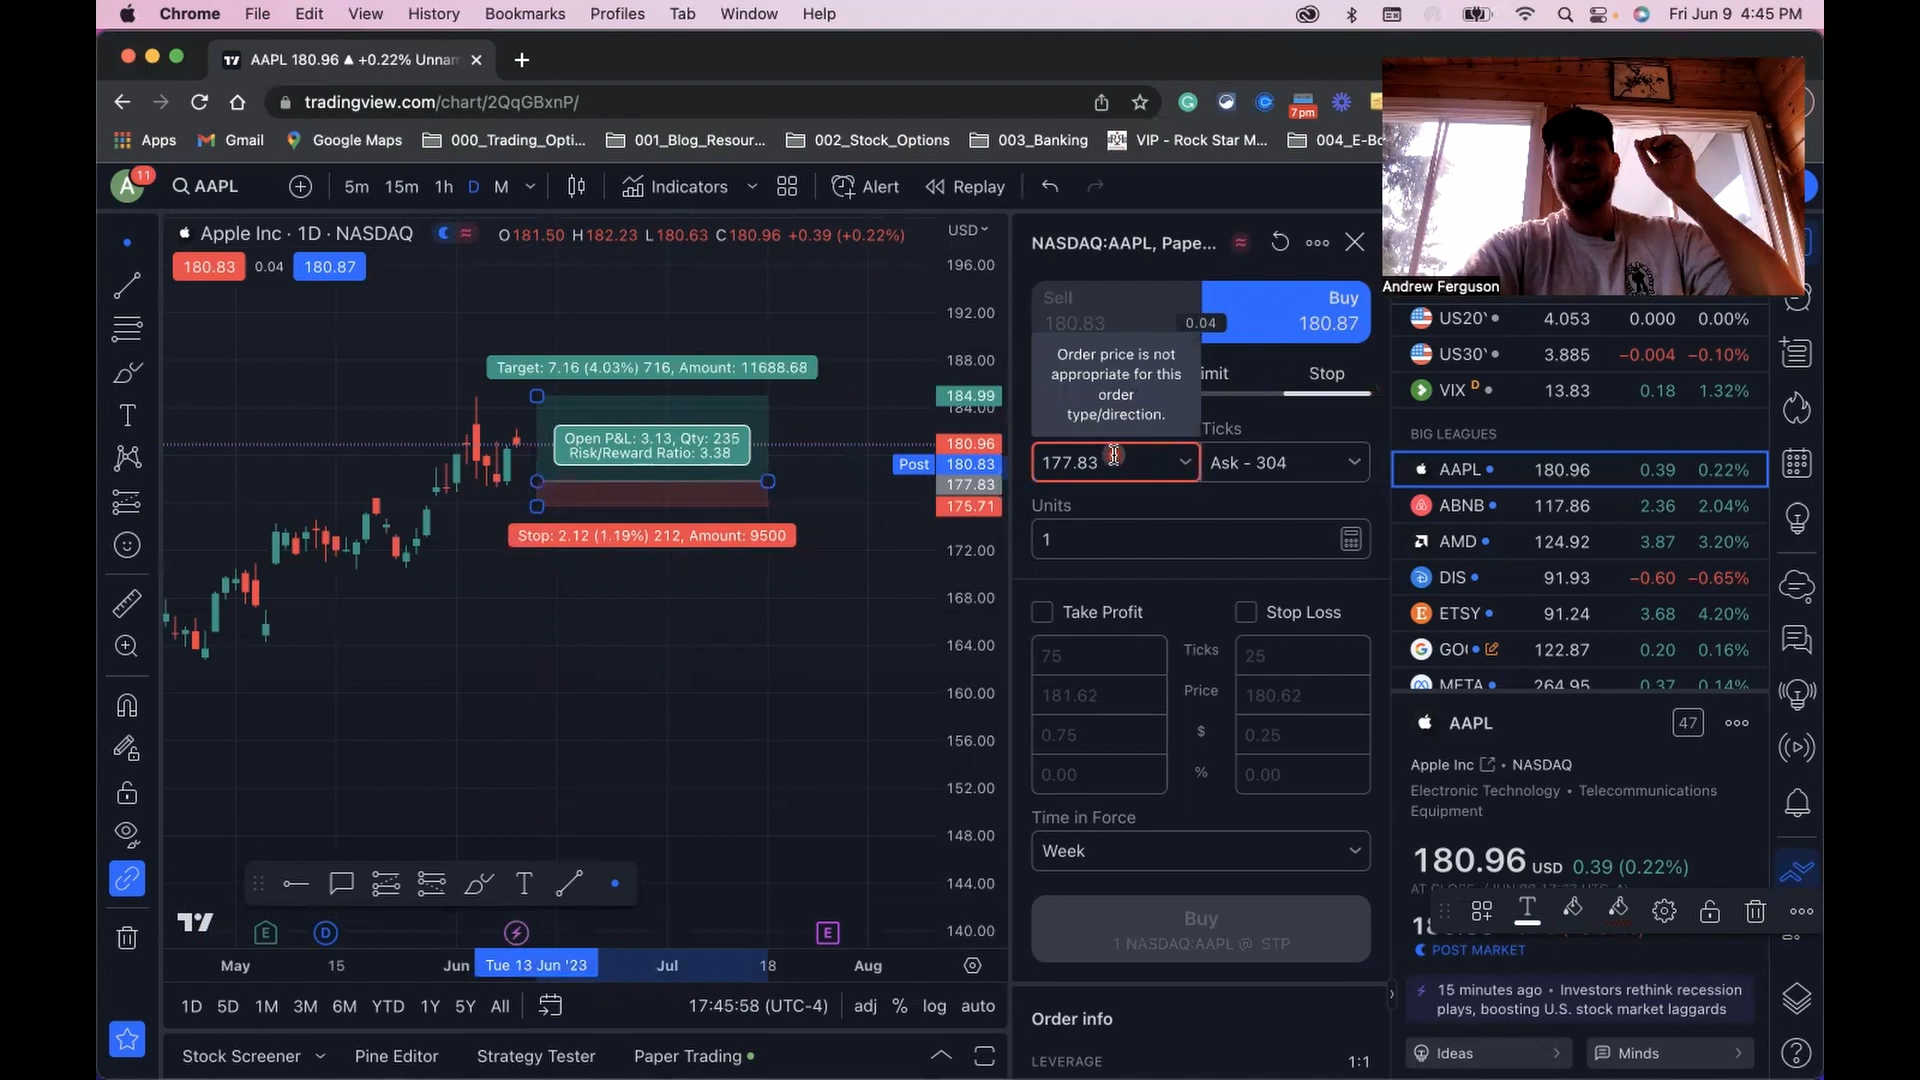 Chrome File Edit View History Bookmarks Profiles Tab Window Help Fri Jun 9 4:45 PM
AAPL 180.96 ▲ +0.22% Unnam
tradingview.com/chart/2QqGBxnP/
7pm
Apps Gmail Google Maps 000_Trading_Opti... 001_Blog_Resour... 002_Stock_Options 003_Banking VIP - Rock Star M... 004_E-Bo
A 11 AAPL 5m 15m 1h D M Indicators Alert Replay
Apple Inc · 1D · NASDAQ O181.50 H182.23 L180.63 C180.96 +0.39 (+0.22%)
180.83 0.04 180.87
USD
196.00
192.00
188.00
184.99
184.00
180.96
Post 180.83
177.83
175.71
172.00
168.00
164.00
160.00
156.00
152.00
148.00
144.00
140.00
Target: 7.16 (4.03%) 716, Amount: 11688.68
Open P&L: 3.13, Qty: 235
Risk/Reward Ratio: 3.38
Stop: 2.12 (1.19%) 212, Amount: 9500
E D E
May 15 Jun Tue 13 Jun '23 Jul 18 Aug
1D 5D 1M 3M 6M YTD 1Y 5Y All 17:45:58 (UTC-4) adj % log auto
Stock Screener Pine Editor Strategy Tester Paper Trading
NASDAQ:AAPL, Pape...
Sell Buy
180.83 0.04 180.87
Order price is not
appropriate for this
order
type/direction.
imit Stop
Ticks
177.83 Ask - 304
Units
1
Take Profit Stop Loss
75 Ticks 25
181.62 Price 180.62
0.75 $ 0.25
0.00 % 0.00
Time in Force
Week
Buy
1 NASDAQ:AAPL @ STP
Order info
LEVERAGE 1:1
Andrew Ferguson
US20Y 4.053 0.000 0.00%
US30Y 3.885 −0.004 −0.10%
VIX D 13.83 0.18 1.32%
BIG LEAGUES
AAPL 180.96 0.39 0.22%
ABNB 117.86 2.36 2.04%
AMD 124.92 3.87 3.20%
DIS 91.93 −0.60 −0.65%
ETSY 91.24 3.68 4.20%
GO 122.87 0.20 0.16%
META 264.95 0.37 0.14%
AAPL 47
Apple Inc • NASDAQ
Electronic Technology • Telecommunications
Equipment
180.96 USD 0.39 (0.22%)
POST MARKET
15 minutes ago • Investors rethink recession
plays, boosting U.S. stock market laggards
Ideas Minds